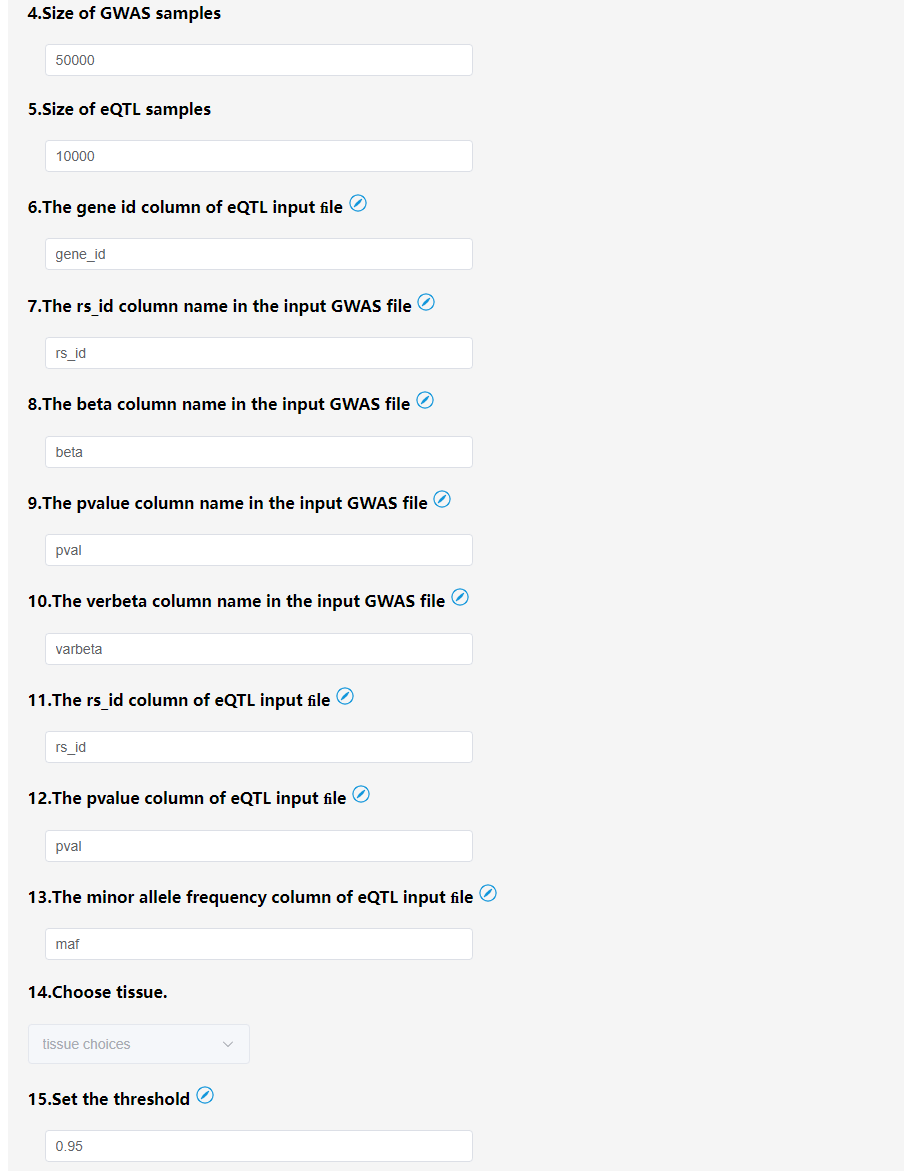 4.Size of GWAS samples
50000
5.Size of eQTL samples
10000
6.The gene id column of eQTL input file
gene_id
7.The rs_id column name in the input GWAS file
rs_id
8.The beta column name in the input GWAS file
beta
9.The pvalue column name in the input GWAS file
pval
10.The verbeta column name in the input GWAS file
varbeta
11.The rs_id column of eQTL input file
rs_id
12.The pvalue column of eQTL input file
pval
13.The minor allele frequency column of eQTL input file
maf
14.Choose tissue.
tissue choices
15.Set the threshold
0.95